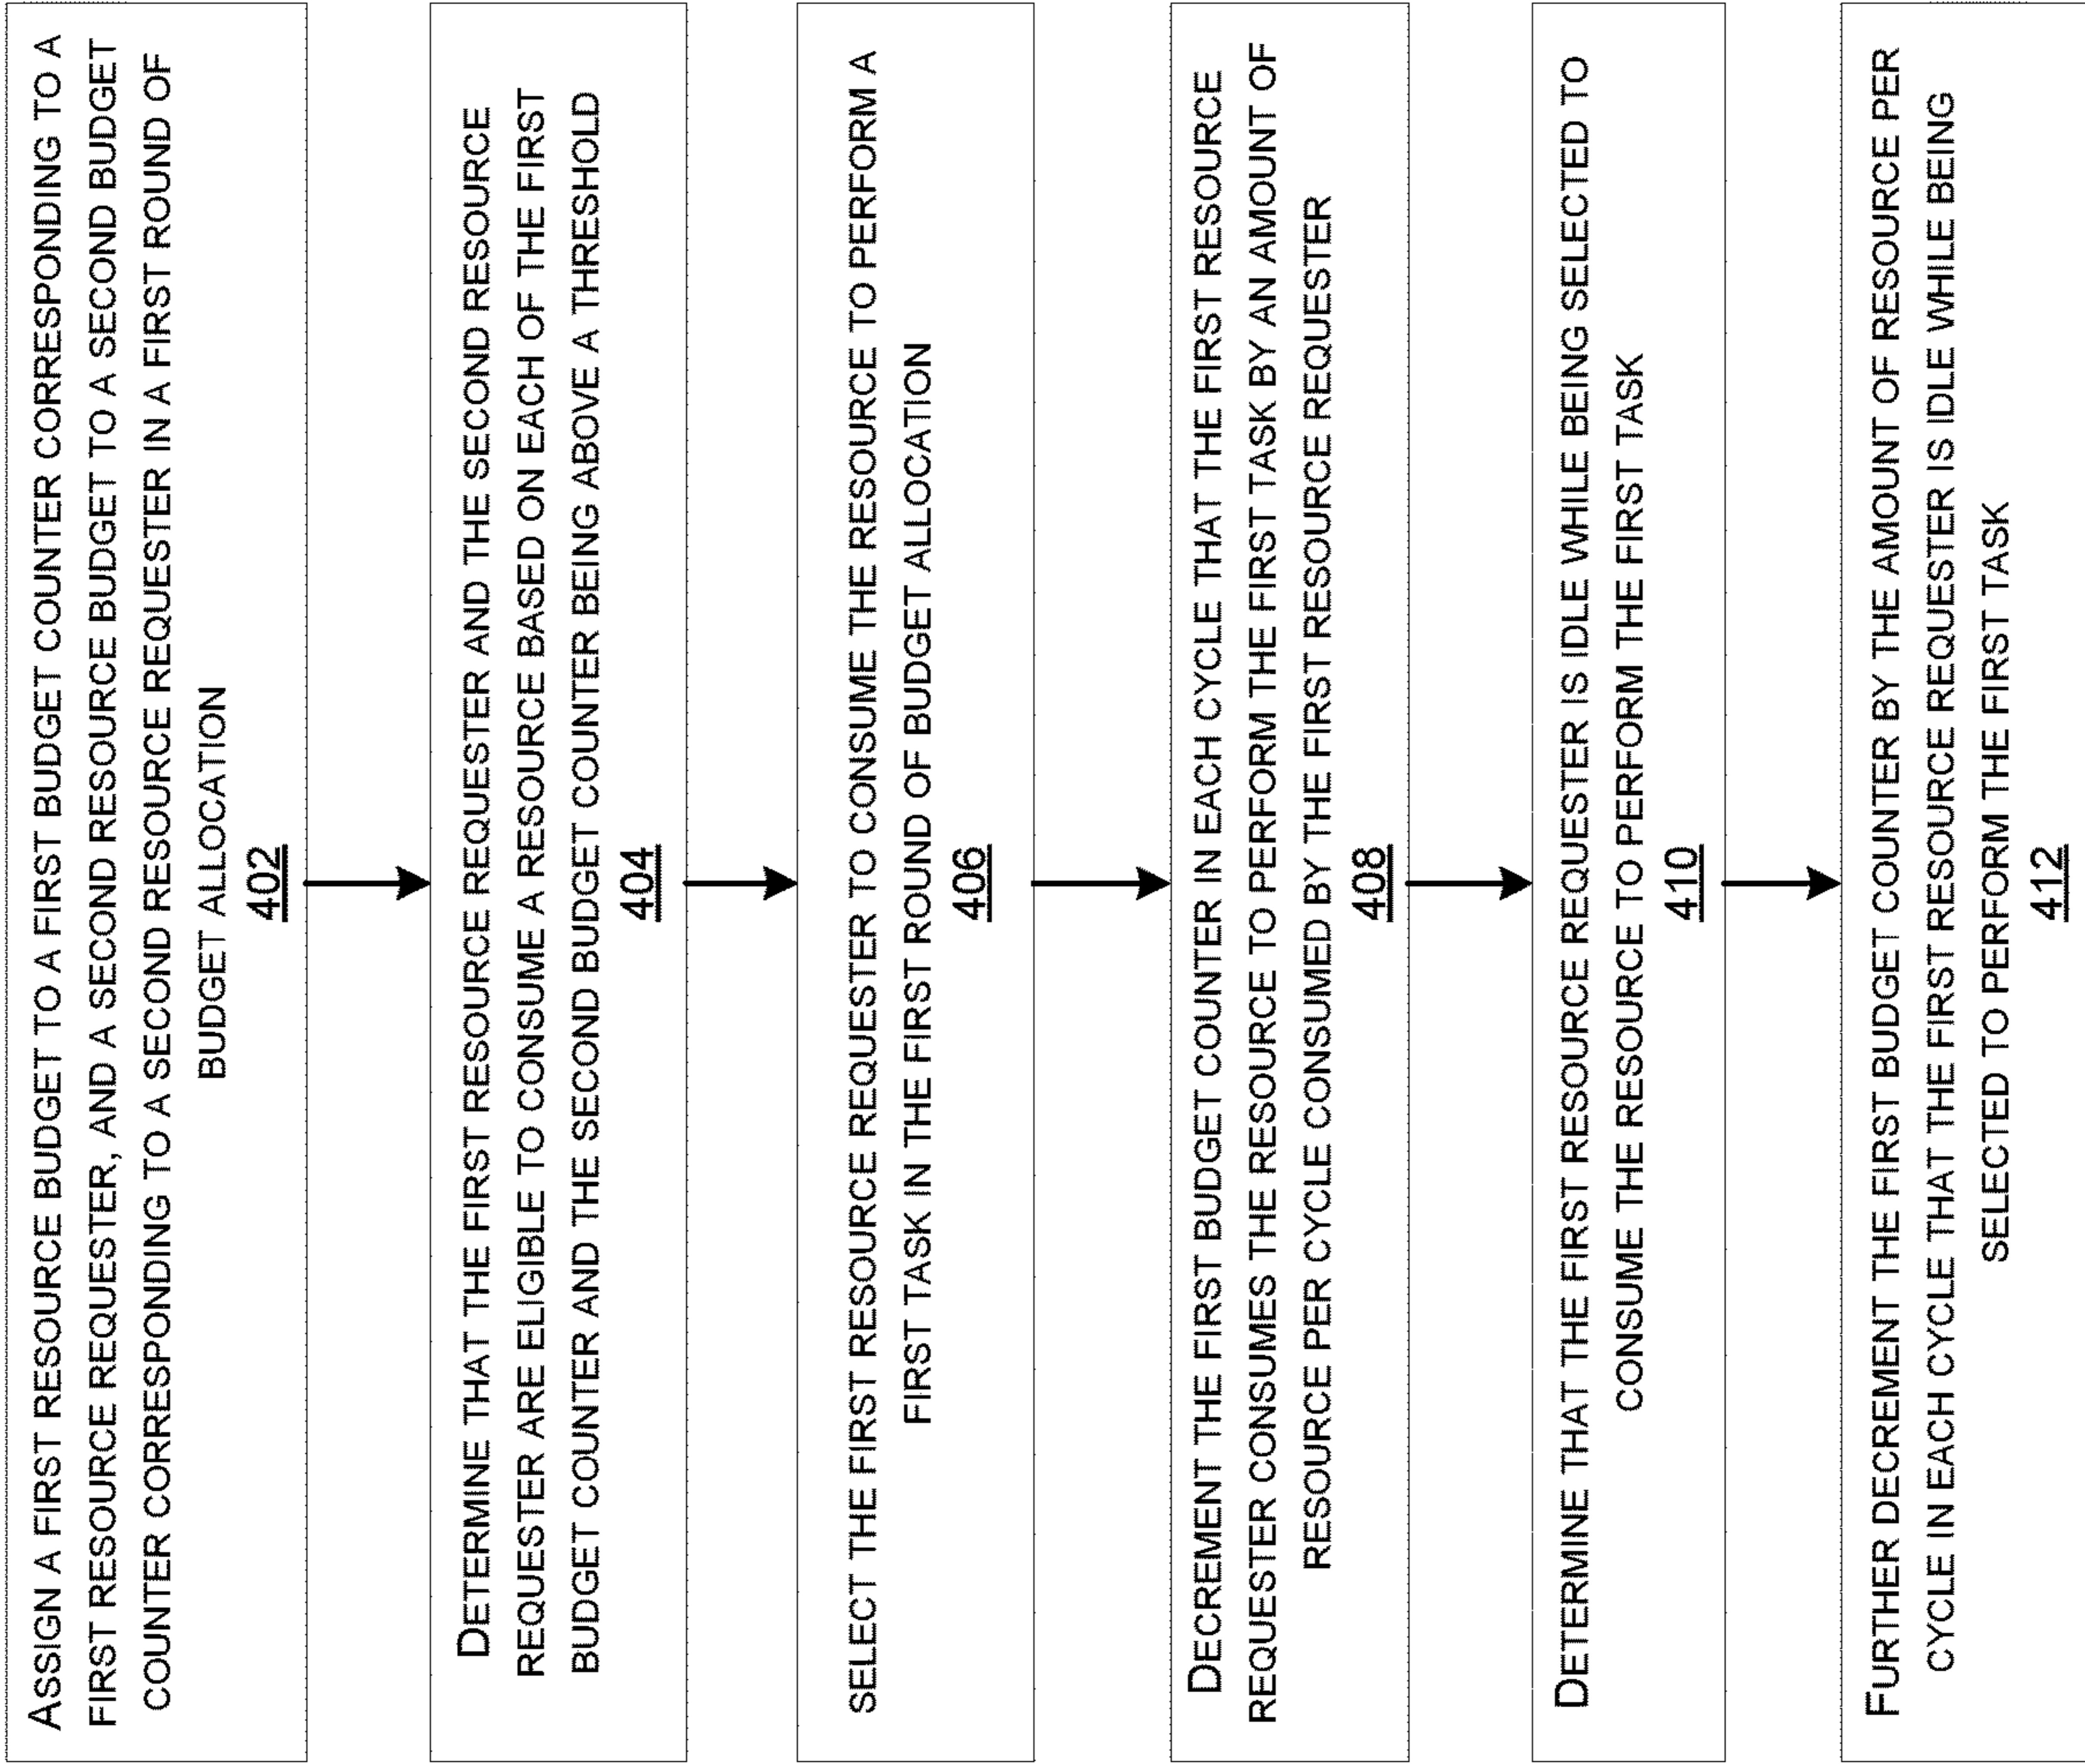 ASSIGN A FIRST RESOURCE BUDGET TO A FIRST BUDGET COUNTER CORRESPONDING TO A
FIRST RESOURCE REQUESTER, AND A SECOND RESOURCE BUDGET TO A SECOND BUDGET
COUNTER CORRESPONDING TO A SECOND RESOURCE REQUESTER IN A FIRST ROUND OF
BUDGET ALLOCATION
402
DETERMINE THAT THE FIRST RESOURCE REQUESTER AND THE SECOND RESOURCE
REQUESTER ARE ELIGIBLE TO CONSUME A RESOURCE BASED ON EACH OF THE FIRST
BUDGET COUNTER AND THE SECOND BUDGET COUNTER BEING ABOVE A THRESHOLD
404
SELECT THE FIRST RESOURCE REQUESTER TO CONSUME THE RESOURCE TO PERFORM A
FIRST TASK IN THE FIRST ROUND OF BUDGET ALLOCATION
406
DECREMENT THE FIRST BUDGET COUNTER IN EACH CYCLE THAT THE FIRST RESOURCE
REQUESTER CONSUMES THE RESOURCE TO PERFORM THE FIRST TASK BY AN AMOUNT OF
RESOURCE PER CYCLE CONSUMED BY THE FIRST RESOURCE REQUESTER
408
DETERMINE THAT THE FIRST RESOURCE REQUESTER IS IDLE WHILE BEING SELECTED TO
CONSUME THE RESOURCE TO PERFORM THE FIRST TASK
410
FURTHER DECREMENT THE FIRST BUDGET COUNTER BY THE AMOUNT OF RESOURCE PER
CYCLE IN EACH CYCLE THAT THE FIRST RESOURCE REQUESTER IS IDLE WHILE BEING
SELECTED TO PERFORM THE FIRST TASK
412